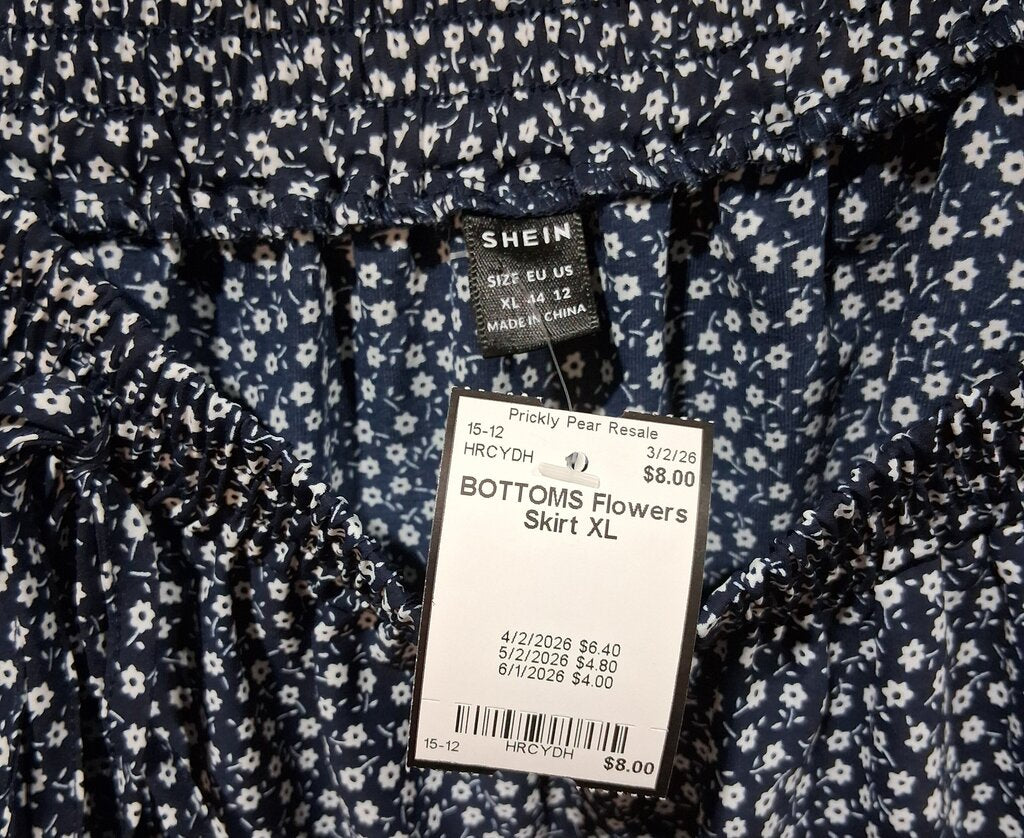 SHEIN
SIZE EU US
XL 44 12
MADE IN CHINA
Prickly Pear Resale
15-12 3/2/26
HRCYDH $8.00
BOTTOMS Flowers
Skirt XL
4/2/2026 $6.40
5/2/2026 $4.80
6/1/2026 $4.00
15-12 HRCYDH $8.00